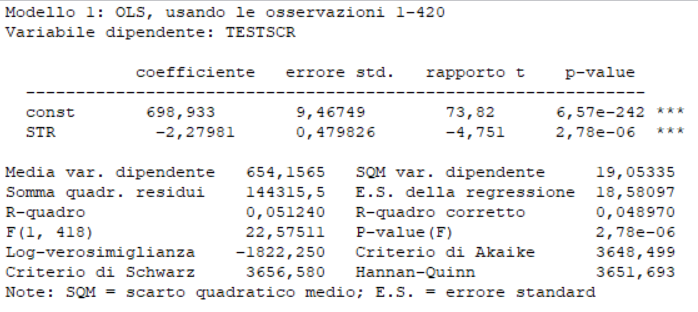 Modello 1: OLS, usando le osservazioni 1-420
Variabile dipendente: TESTSCR
coefficiente errore std. rapporto t p-value
------------------------------------------------------------
const 698,933 9,46749 73,82 6,57e-242 ***
STR -2,27981 0,479826 -4,751 2,78e-06 ***
Media var. dipendente 654,1565 SQM var. dipendente 19,05335
Somma quadr. residui 144315,5 E.S. della regressione 18,58097
R-quadro 0,051240 R-quadro corretto 0,048970
F(1, 418) 22,57511 P-value(F) 2,78e-06
Log-verosimiglianza -1822,250 Criterio di Akaike 3648,499
Criterio di Schwarz 3656,580 Hannan-Quinn 3651,693
Note: SQM = scarto quadratico medio; E.S. = errore standard